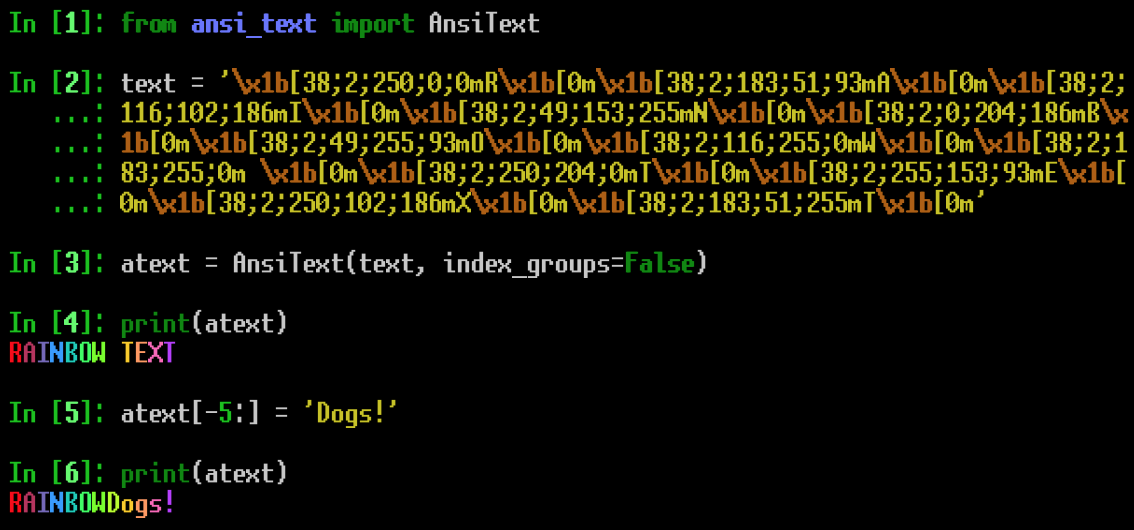 In [1]: from ansi_text import AnsiText
In [2]: text = '\x1b[38;2;250;0;0mR\x1b[0m\x1b[38;2;183;51;93mA\x1b[0m\x1b[38;2;
...: 116;102;186mI\x1b[0m\x1b[38;2;49;153;255mN\x1b[0m\x1b[38;2;0;204;186mB\x
...: 1b[0m\x1b[38;2;49;255;93mO\x1b[0m\x1b[38;2;116;255;0mW\x1b[0m\x1b[38;2;1
...: 83;255;0m \x1b[0m\x1b[38;2;250;204;0mT\x1b[0m\x1b[38;2;255;153;93mE\x1b[
...: 0m\x1b[38;2;250;102;186mX\x1b[0m\x1b[38;2;183;51;255mT\x1b[0m'
In [3]: atext = AnsiText(text, index_groups=False)
In [4]: print(atext)
RAINBOW TEXT
In [5]: atext[-5:] = 'Dogs!'
In [6]: print(atext)
RAINBOWDogs!